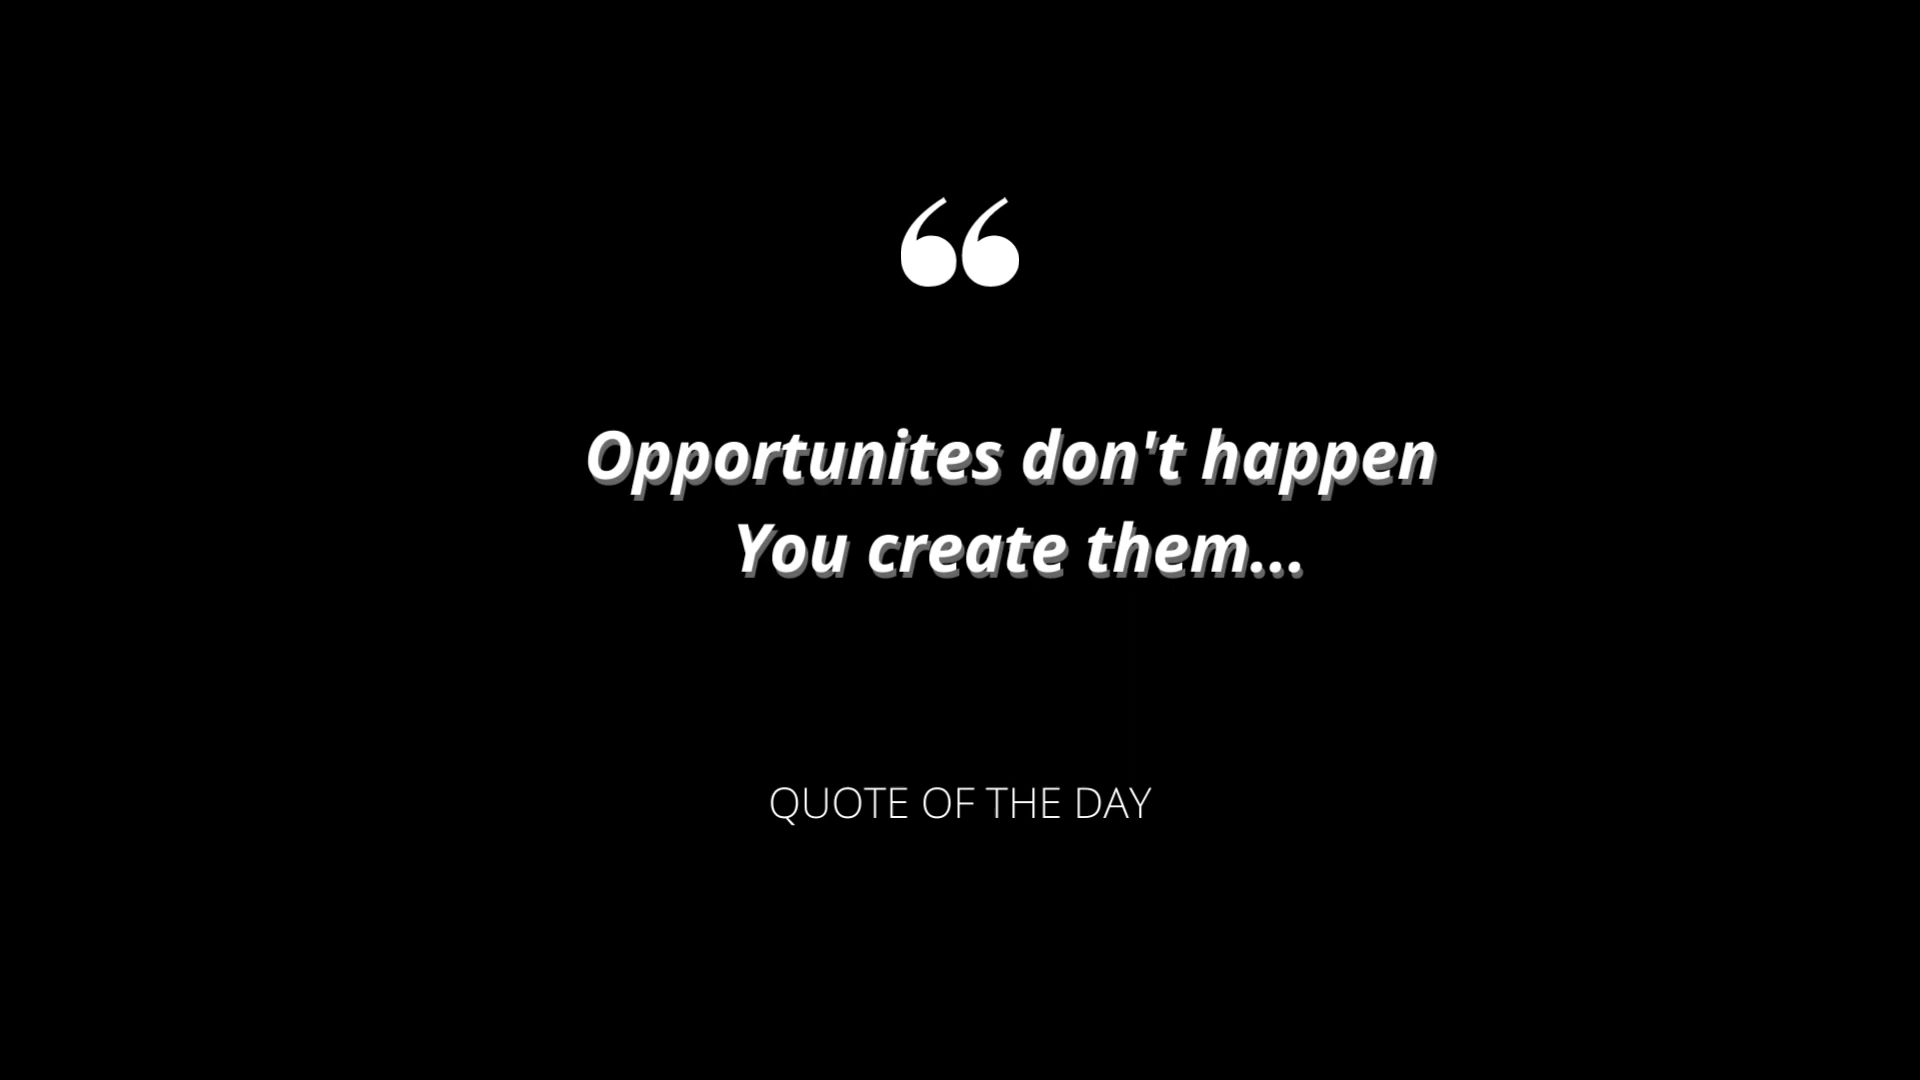 “
Opportunites don't happen
You create them...
QUOTE OF THE DAY